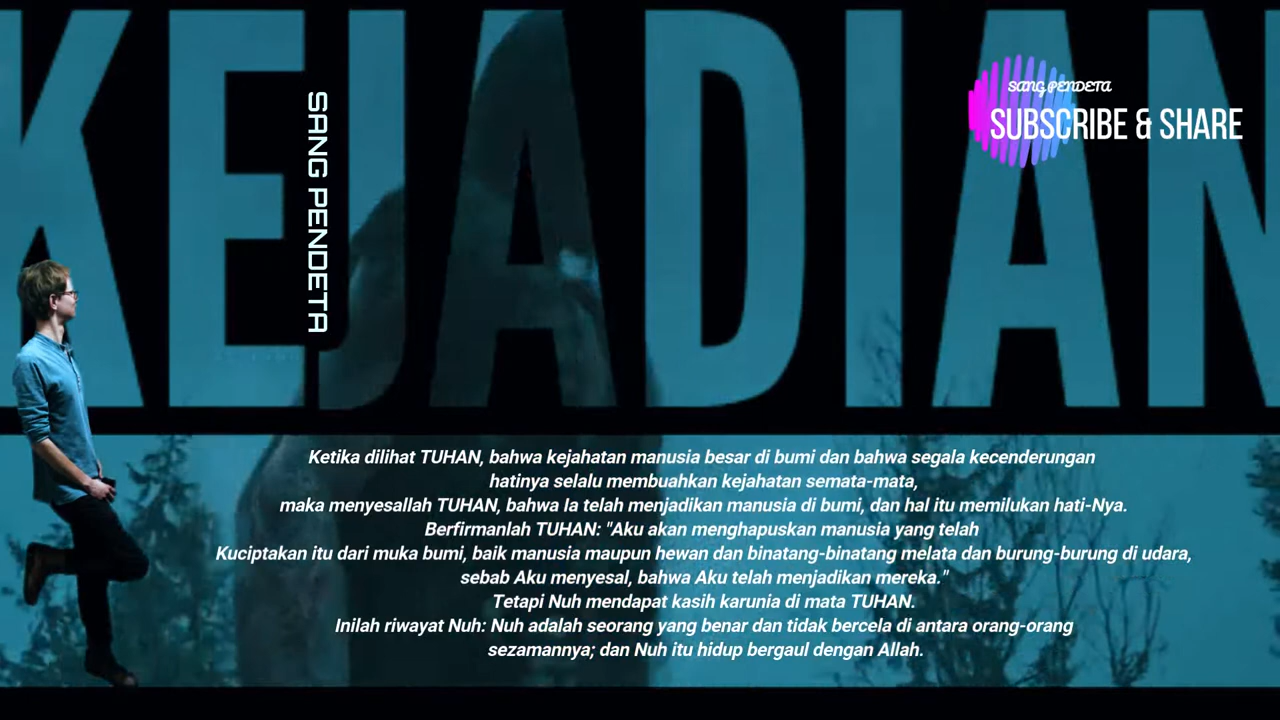 KEJADIAN
SANG PENDETA
SANG PENDETA
SUBSCRIBE & SHARE
Ketika dilihat TUHAN, bahwa kejahatan manusia besar di bumi dan bahwa segala kecenderungan
hatinya selalu membuahkan kejahatan semata-mata,
maka menyesallah TUHAN, bahwa Ia telah menjadikan manusia di bumi, dan hal itu memilukan hati-Nya.
Berfirmanlah TUHAN: "Aku akan menghapuskan manusia yang telah
Kuciptakan itu dari muka bumi, baik manusia maupun hewan dan binatang-binatang melata dan burung-burung di udara,
sebab Aku menyesal, bahwa Aku telah menjadikan mereka."
Tetapi Nuh mendapat kasih karunia di mata TUHAN.
Inilah riwayat Nuh: Nuh adalah seorang yang benar dan tidak bercela di antara orang-orang
sezamannya; dan Nuh itu hidup bergaul dengan Allah.